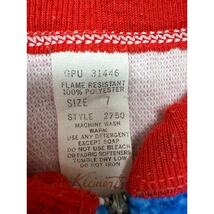 GPU 31446
FLAME RESISTANT
100% POLYESTER
SIZE 7
STYLE 2750
MACHINE WASH
WARM
USE ANY DETERGENT
EXCEPT SOAP
DO NOT USE BLEACH
OR FABRIC SOFTENERS
TUMBLE DRY LOW
DO NOT IRON